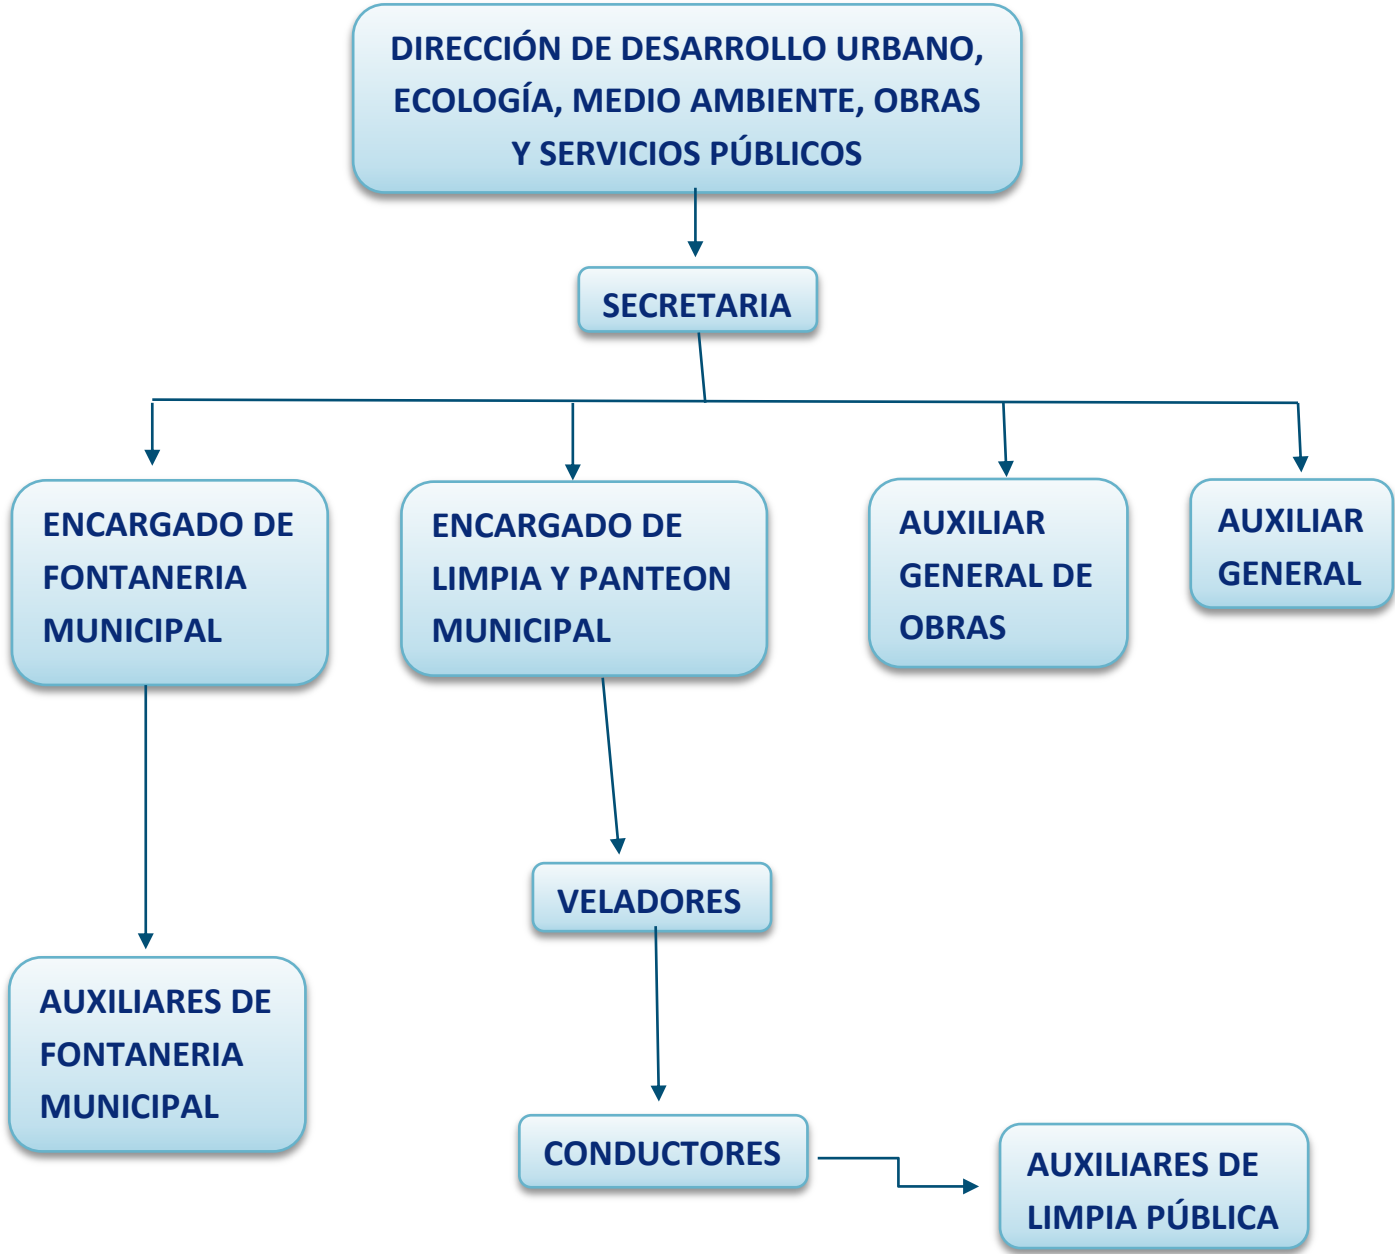 DIRECCIÓN DE DESARROLLO URBANO,
ECOLOGÍA, MEDIO AMBIENTE, OBRAS
Y SERVICIOS PÚBLICOS
SECRETARIA
ENCARGADO DE
FONTANERIA
MUNICIPAL
ENCARGADO DE
LIMPIA Y PANTEON
MUNICIPAL
AUXILIAR
GENERAL DE
OBRAS
AUXILIAR
GENERAL
VELADORES
AUXILIARES DE
FONTANERIA
MUNICIPAL
CONDUCTORES
AUXILIARES DE
LIMPIA PÚBLICA